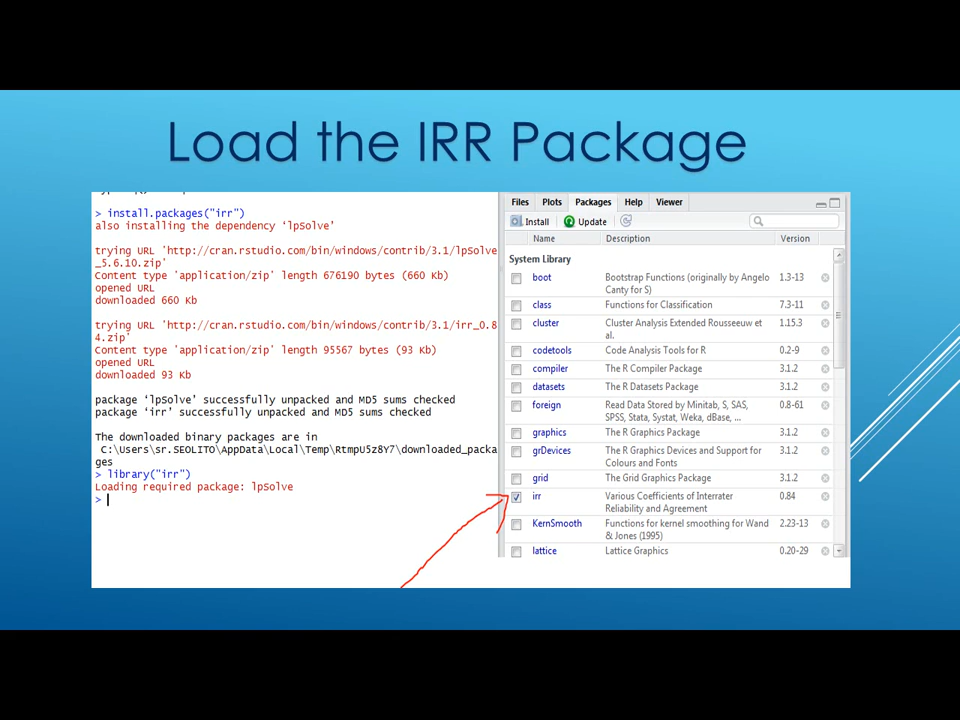 Load the IRR Package
> install.packages("irr")
also installing the dependency ‘lpSolve’
trying URL 'http://cran.rstudio.com/bin/windows/contrib/3.1/lpSolve
_5.6.10.zip'
Content type 'application/zip' length 676190 bytes (660 Kb)
opened URL
downloaded 660 Kb
trying URL 'http://cran.rstudio.com/bin/windows/contrib/3.1/irr_0.8
4.zip'
Content type 'application/zip' length 95567 bytes (93 Kb)
opened URL
downloaded 93 Kb
package ‘lpSolve’ successfully unpacked and MD5 sums checked
package ‘irr’ successfully unpacked and MD5 sums checked
The downloaded binary packages are in
C:\Users\sr.SEOLITO\AppData\Local\Temp\RtmpU5z8Y7\downloaded_packa
ges
> library("irr")
Loading required package: lpSolve
>
Files Plots Packages Help Viewer
Install Update
Name Description Version
System Library
boot Bootstrap Functions (originally by Angelo 1.3-13
Canty for S)
class Functions for Classification 7.3-11
cluster Cluster Analysis Extended Rousseeuw et 1.15.3
al.
codetools Code Analysis Tools for R 0.2-9
compiler The R Compiler Package 3.1.2
datasets The R Datasets Package 3.1.2
foreign Read Data Stored by Minitab, S, SAS, 0.8-61
SPSS, Stata, Systat, Weka, dBase, ...
graphics The R Graphics Package 3.1.2
grDevices The R Graphics Devices and Support for 3.1.2
Colours and Fonts
grid The Grid Graphics Package 3.1.2
irr Various Coefficients of Interrater 0.84
Reliability and Agreement
KernSmooth Functions for kernel smoothing for Wand 2.23-13
& Jones (1995)
lattice Lattice Graphics 0.20-29